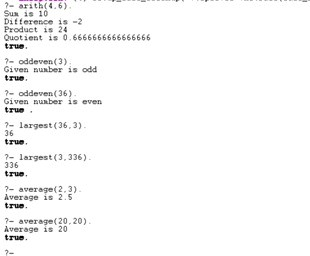 ?- arith(4,6).
Sum is 10
Difference is -2
Product is 24
Quotient is 0.6666666666666666
true.
?- oddeven(3).
Given number is odd
true.
?- oddeven(36).
Given number is even
true .
?- largest(36,3).
36
true.
?- largest(3,336).
336
true.
?- average(2,3).
Average is 2.5
true.
?- average(20,20).
Average is 20
true.
?-